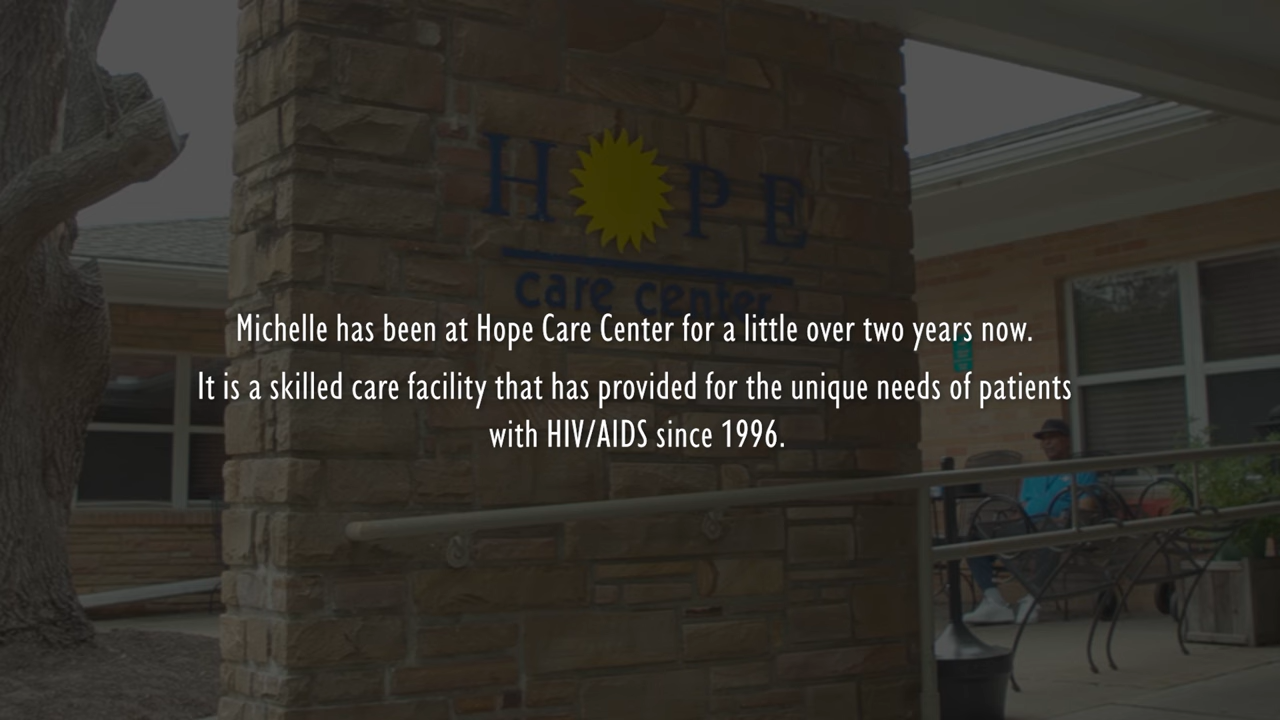 H PE
care center
Michelle has been at Hope Care Center for a little over two years now.
It is a skilled care facility that has provided for the unique needs of patients
with HIV/AIDS since 1996.